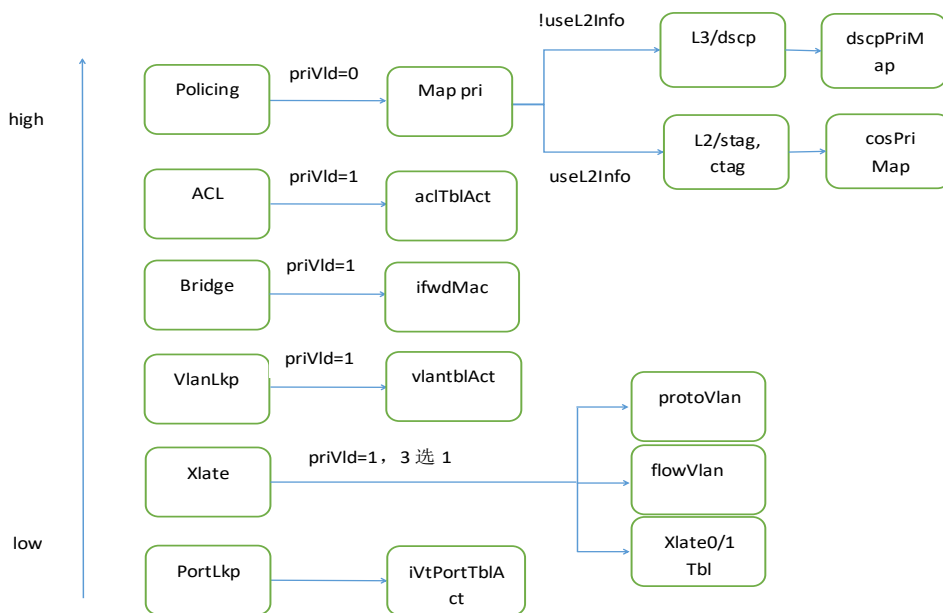 !useL2Info
L3/dscp
dscpPriM
ap
priVld=0
Policing
Map pri
high
L2/stag,
ctag
cosPri
Map
useL2Info
priVld=1
ACL
aclTblAct
priVld=1
Bridge
ifwdMac
priVld=1
VlanLkp
vlantblAct
protoVlan
Xlate
priVld=1，3 选 1
flowVlan
low
Xlate0/1
Tbl
PortLkp
iVtPortTblA
ct